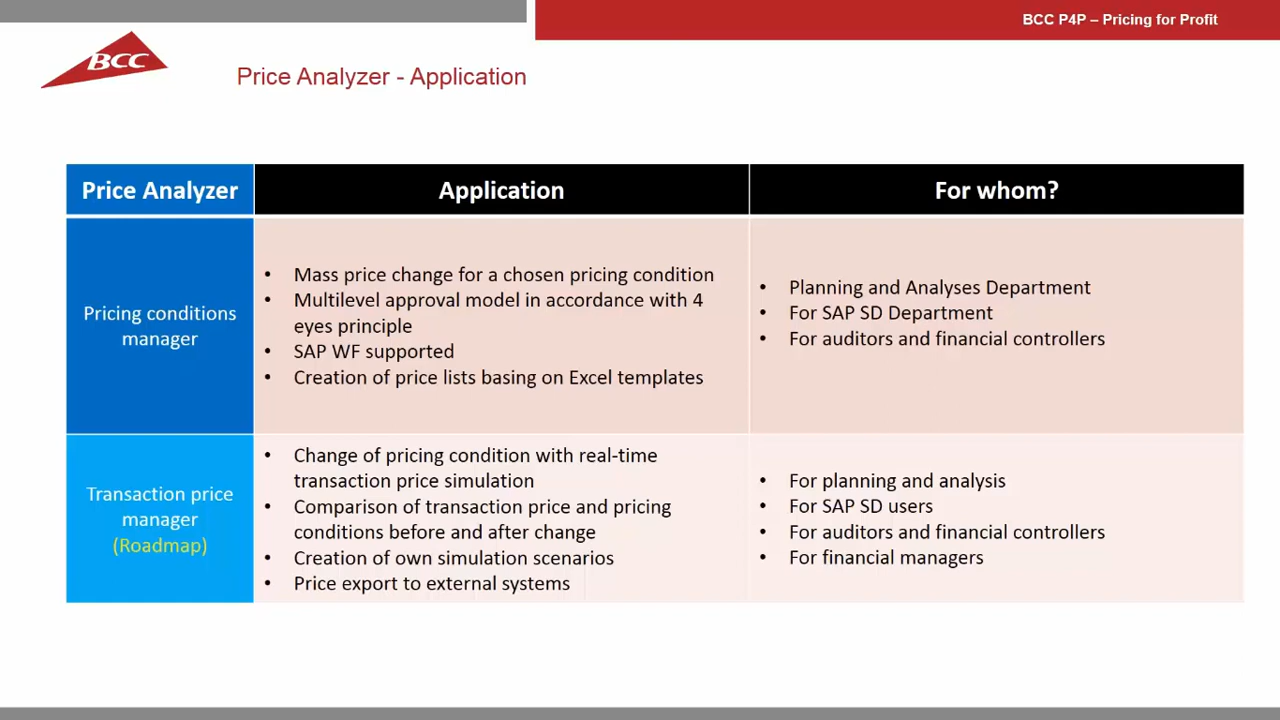 BCC P4P – Pricing for Profit
BCC
Price Analyzer - Application
Price Analyzer
Application
For whom?
Pricing conditions
manager
• Mass price change for a chosen pricing condition
• Multilevel approval model in accordance with 4
eyes principle
• SAP WF supported
• Creation of price lists basing on Excel templates
• Planning and Analyses Department
• For SAP SD Department
• For auditors and financial controllers
Transaction price
manager
(Roadmap)
• Change of pricing condition with real-time
transaction price simulation
• Comparison of transaction price and pricing
conditions before and after change
• Creation of own simulation scenarios
• Price export to external systems
• For planning and analysis
• For SAP SD users
• For auditors and financial controllers
• For financial managers